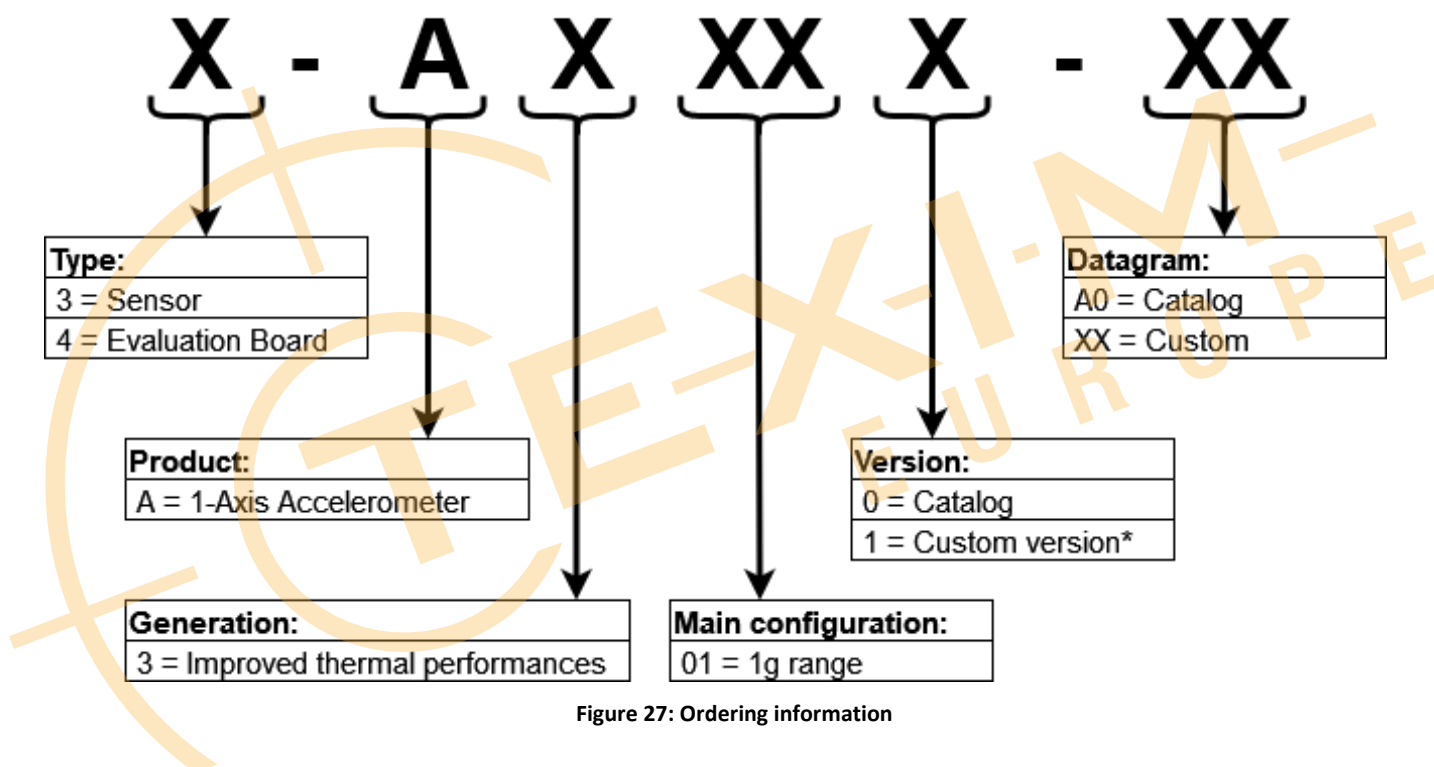 X - A X XX X - XX
Type:
3 = Sensor
4 = Evaluation Board
Datagram:
A0 = Catalog
XX = Custom
Product:
A = 1-Axis Accelerometer
Version:
0 = Catalog
1 = Custom version*
Generation:
3 = Improved thermal performances
Main configuration:
01 = 1g range
Figure 27: Ordering information
TE-X-I-M-
EUROPE